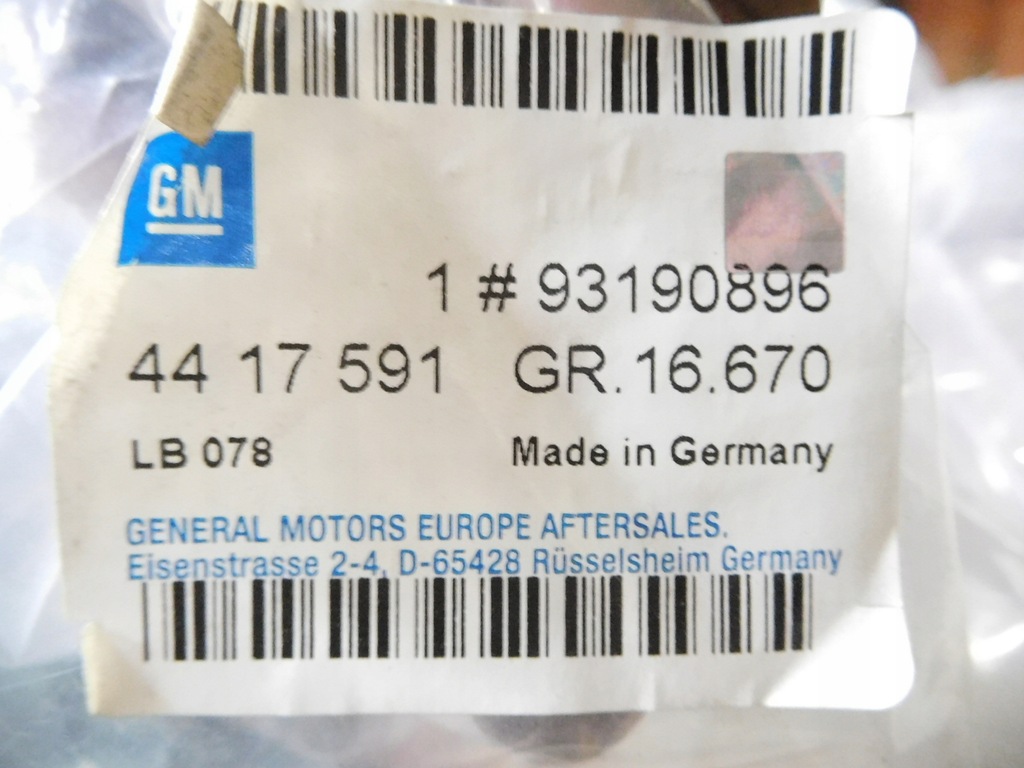 GM
1 # 93190896
44 17 591 GR. 16.670
LB 078 Made in Germany
GENERAL MOTORS EUROPE AFTERSALES.
Eisenstrasse 2-4, D-65428 Rüsselsheim Germany